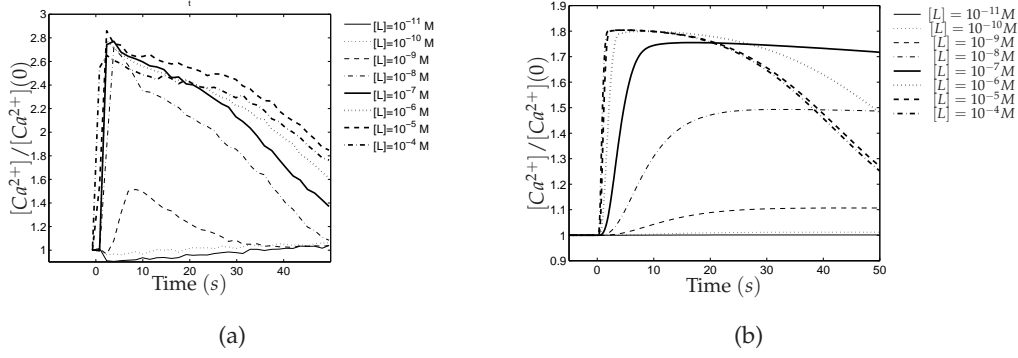 t
[Ca²⁺]/[Ca²⁺](0)
3
2.8
2.6
2.4
2.2
2
1.8
1.6
1.4
1.2
1
0
10
20
30
40
Time (s)
[L]=10⁻¹¹ M
[L]=10⁻¹⁰ M
[L]=10⁻⁹ M
[L]=10⁻⁸ M
[L]=10⁻⁷ M
[L]=10⁻⁶ M
[L]=10⁻⁵ M
[L]=10⁻⁴ M
(a)
[Ca²⁺]/[Ca²⁺](0)
1.9
1.8
1.7
1.6
1.5
1.4
1.3
1.2
1.1
1
0.9
0
10
20
30
40
50
Time (s)
[L] = 10⁻¹¹M
[L] = 10⁻¹⁰M
[L] = 10⁻⁹M
[L] = 10⁻⁸M
[L] = 10⁻⁷M
[L] = 10⁻⁶M
[L] = 10⁻⁵M
[L] = 10⁻⁴M
(b)